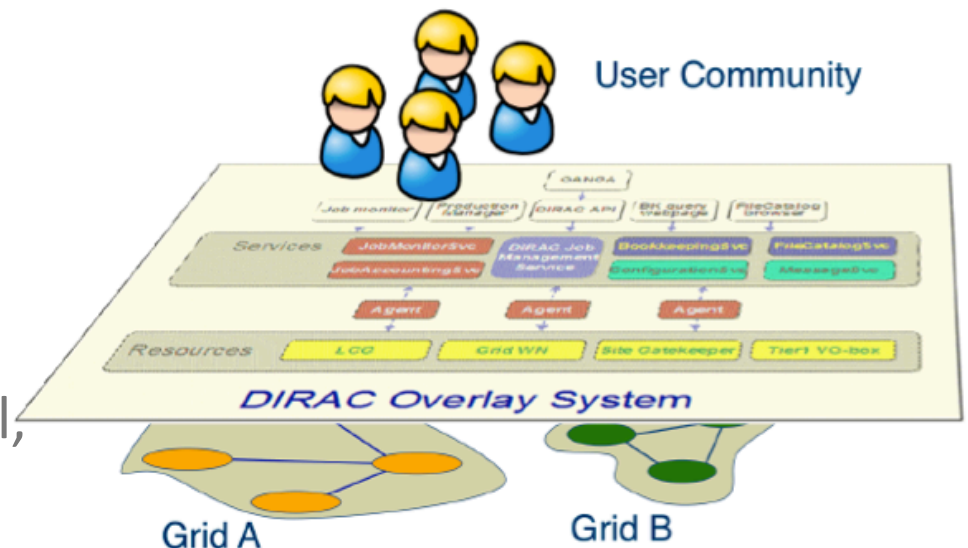 User Community
GANGA
Job monitor
Production Manager
DIRAC API
BK query webpage
FileCatalog browser
Services
JobMonitorSvc
DIRAC Job Management Service
BookkeepingSvc
FileCatalogSvc
JobAccountingSvc
ConfigurationSvc
MessageSvc
Agent
Agent
Agent
Resources
LCG
Grid WN
Site Gatekeeper
Tier1 VO-box
DIRAC Overlay System
l,
Grid A
Grid B